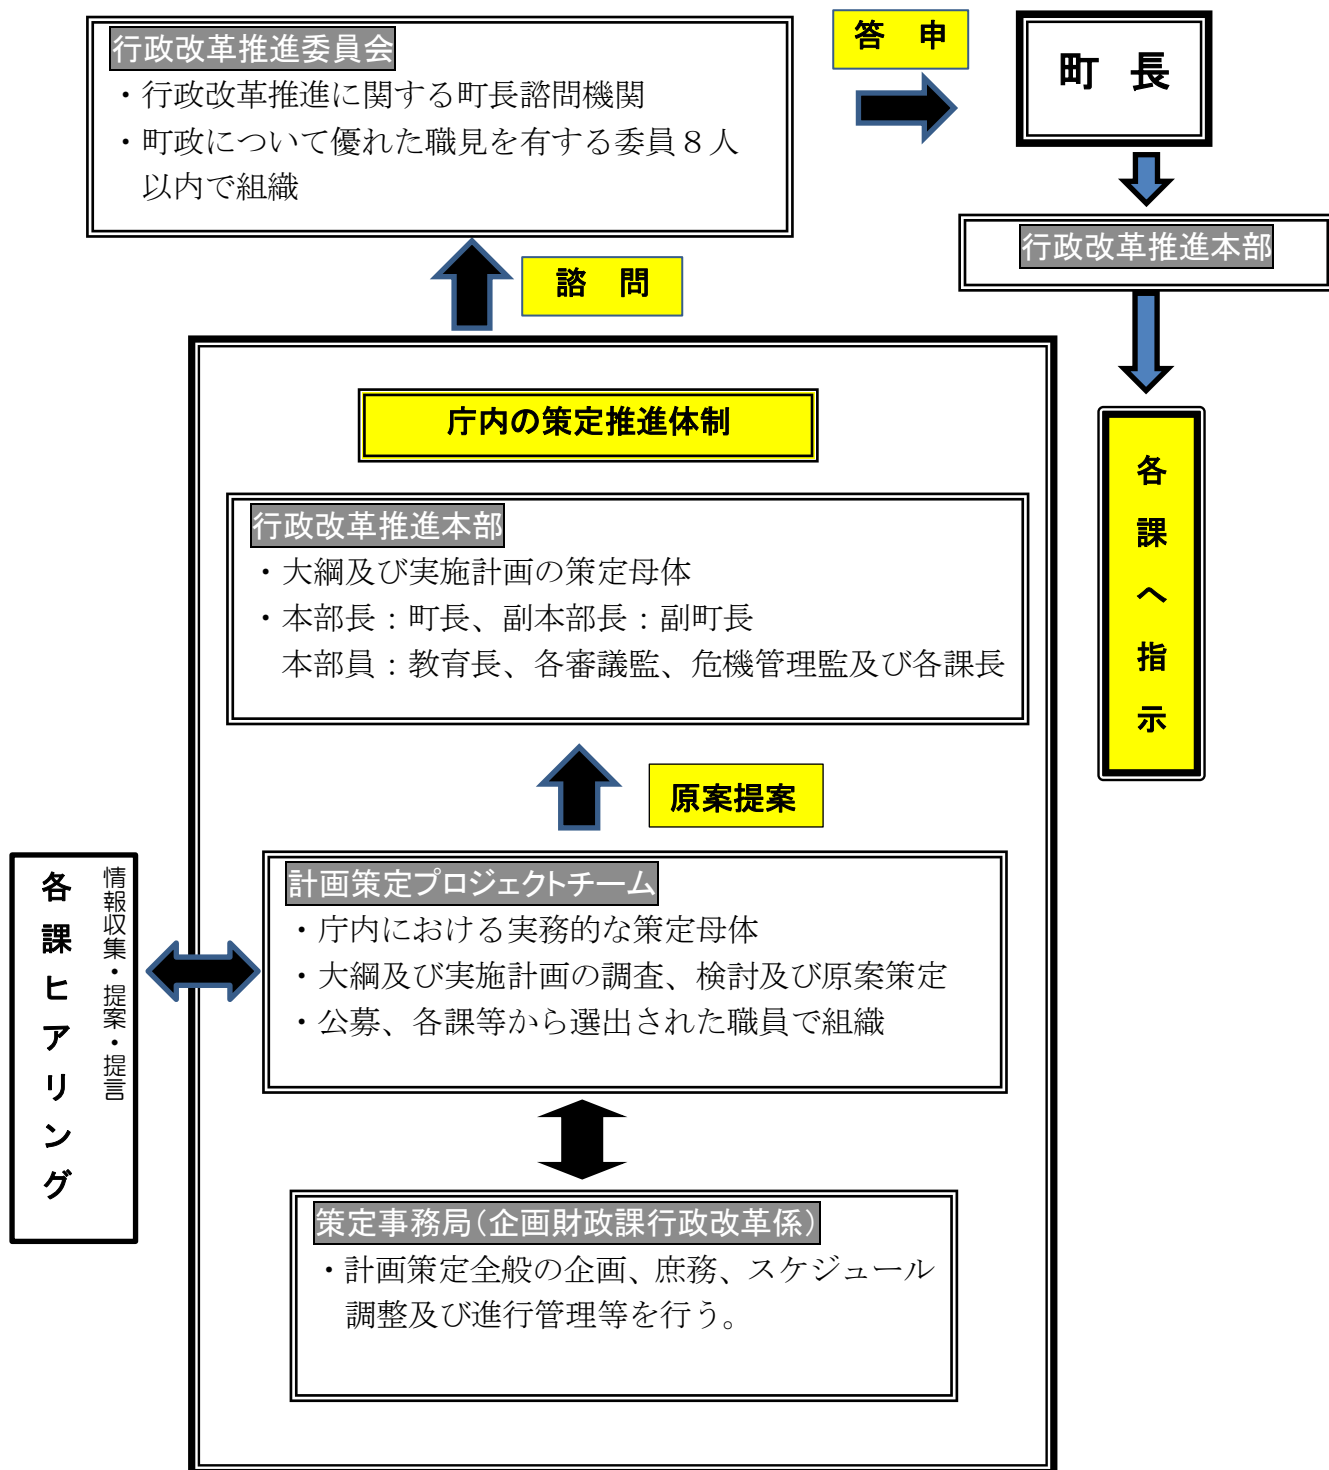 行政改革推進委員会
・行政改革推進に関する町長諮問機関
・町政について優れた職見を有する委員８人
以内で組織
答　申
町　長
行政改革推進本部
諮　問
各課へ指示
庁内の策定推進体制
行政改革推進本部
・大綱及び実施計画の策定母体
・本部長：町長、副本部長：副町長
本部員：教育長、各審議監、危機管理監及び各課長
原案提案
各課ヒアリング
情報収集・提案・提言
計画策定プロジェクトチーム
・庁内における実務的な策定母体
・大綱及び実施計画の調査、検討及び原案策定
・公募、各課等から選出された職員で組織
策定事務局（企画財政課行政改革係）
・計画策定全般の企画、庶務、スケジュール
調整及び進行管理等を行う。